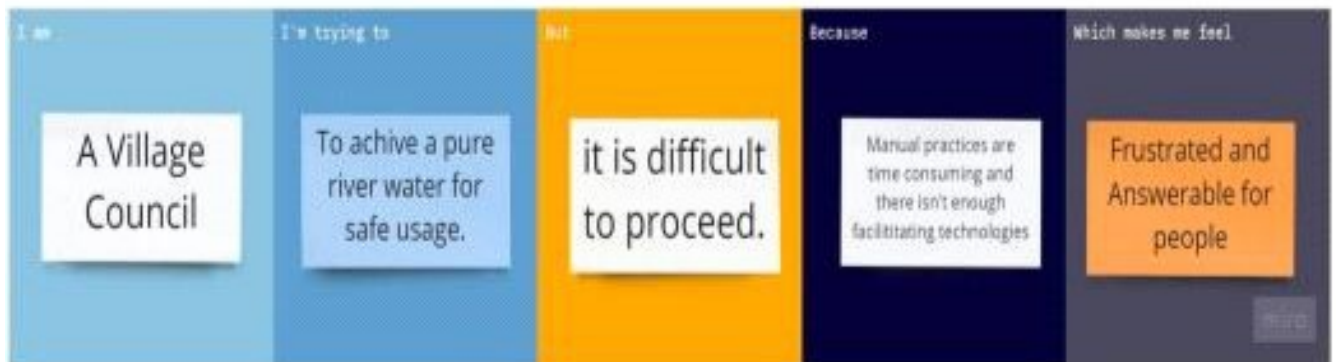 I am
A Village
Council
I'm trying to
To achive a pure
river water for
safe usage.
But
it is difficult
to proceed.
Because
Manual practices are
time consuming and
there isn't enough
facilititating technologies
Which makes me feel
Frustrated and
Answerable for
people
miro